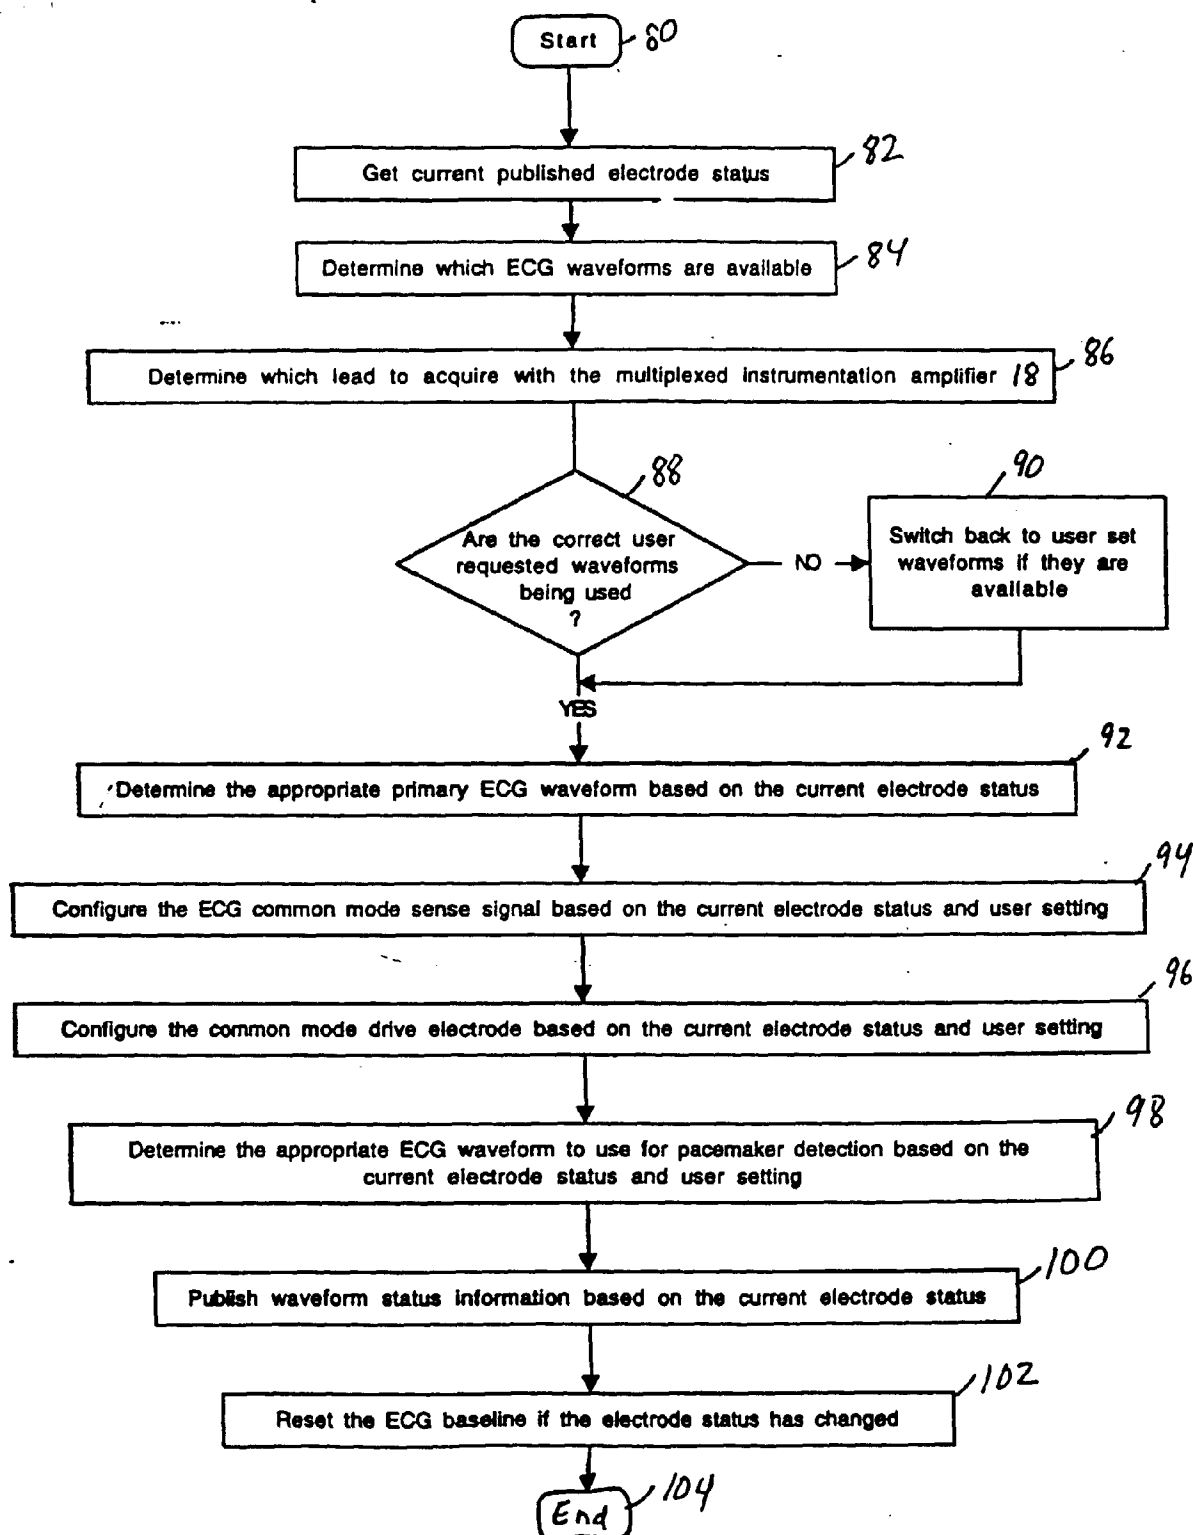 Start 80
82
Get current published electrode status
84
Determine which ECG waveforms are available
86
Determine which lead to acquire with the multiplexed instrumentation amplifier 18
88
90
Are the correct user
requested waveforms
being used
?
NO
Switch back to user set
waveforms if they are
available
YES
92
Determine the appropriate primary ECG waveform based on the current electrode status
94
Configure the ECG common mode sense signal based on the current electrode status and user setting
96
Configure the common mode drive electrode based on the current electrode status and user setting
98
Determine the appropriate ECG waveform to use for pacemaker detection based on the
current electrode status and user setting
100
Publish waveform status information based on the current electrode status
102
Reset the ECG baseline if the electrode status has changed
104
End